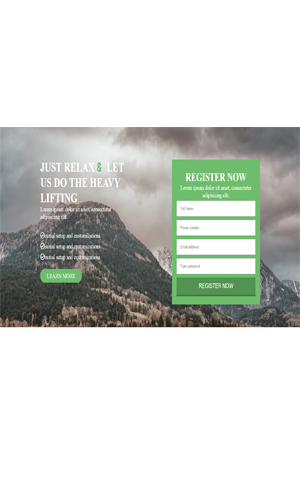 JUST RELAX & LET
US DO THE HEAVY
LIFTING
Lorem ipsum dolor sit amet, consectetur
adipiscing elit.
initial setup and customizations
initial setup and customizations
initial setup and customizations
LEARN MORE
REGISTER NOW
Lorem ipsum dolor sit amet, consectetur
adipiscing elit.
Full name
Phone number
Email address
Type password
REGISTER NOW